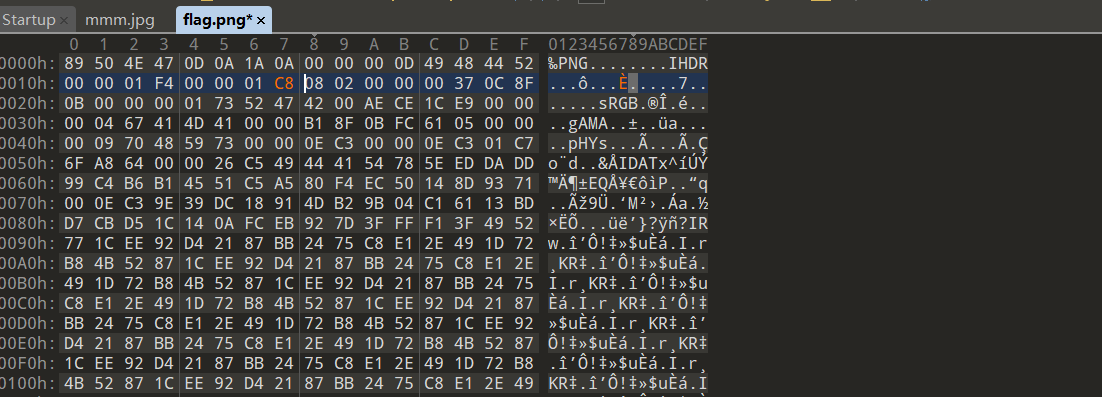 Startup × mmm.jpg flag.png* ×
0 1 2 3 4 5 6 7 8 9 A B C D E F 0123456789ABCDEF
0000h: 89 50 4E 47 0D 0A 1A 0A 00 00 00 0D 49 48 44 52 ‰PNG........IHDR
0010h: 00 00 01 F4 00 00 01 C8 08 02 00 00 00 37 0C 8F ...ô...È.....7..
0020h: 0B 00 00 00 01 73 52 47 42 00 AE CE 1C E9 00 00 .....sRGB.®Î.é..
0030h: 00 04 67 41 4D 41 00 00 B1 8F 0B FC 61 05 00 00 ..gAMA..±..üa...
0040h: 00 09 70 48 59 73 00 00 0E C3 00 00 0E C3 01 C7 ..pHYs...Ã...Ã.Ç
0050h: 6F A8 64 00 00 26 C5 49 44 41 54 78 5E ED DA DD o¨d..&ÅIDATx^íÚÝ
0060h: 99 C4 B6 B1 45 51 C5 A5 80 F4 EC 50 14 8D 93 71 ™Ä¶±EQÅ¥€ôìP..“q
0070h: 00 0E C3 9E 39 DC 18 91 4D B2 9B 04 C1 61 13 BD ..Ãž9Ü.‘M²›.Áa.½
0080h: D7 CB D5 1C 14 0A FC EB 92 7D 3F FF F1 3F 49 52 ×ËÕ...üë’}?ÿñ?IR
0090h: 77 1C EE 92 D4 21 87 BB 24 75 C8 E1 2E 49 1D 72 w.î’Ô!‡»$uÈá.I.r
00A0h: B8 4B 52 87 1C EE 92 D4 21 87 BB 24 75 C8 E1 2E ¸KR‡.î’Ô!‡»$uÈá.
00B0h: 49 1D 72 B8 4B 52 87 1C EE 92 D4 21 87 BB 24 75 I.r¸KR‡.î’Ô!‡»$u
00C0h: C8 E1 2E 49 1D 72 B8 4B 52 87 1C EE 92 D4 21 87 Èá.I.r¸KR‡.î’Ô!‡
00D0h: BB 24 75 C8 E1 2E 49 1D 72 B8 4B 52 87 1C EE 92 »$uÈá.I.r¸KR‡.î’
00E0h: D4 21 87 BB 24 75 C8 E1 2E 49 1D 72 B8 4B 52 87 Ô!‡»$uÈá.I.r¸KR‡
00F0h: 1C EE 92 D4 21 87 BB 24 75 C8 E1 2E 49 1D 72 B8 .î’Ô!‡»$uÈá.I.r¸
0100h: 4B 52 87 1C EE 92 D4 21 87 BB 24 75 C8 E1 2E 49 KR‡.î’Ô!‡»$uÈá.I